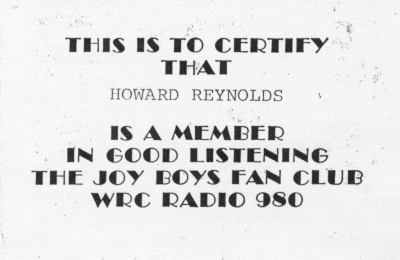 THIS IS TO CERTIFY
THAT
HOWARD REYNOLDS
IS A MEMBER
IN GOOD LISTENING
THE JOY BOYS FAN CLUB
WRC RADIO 980